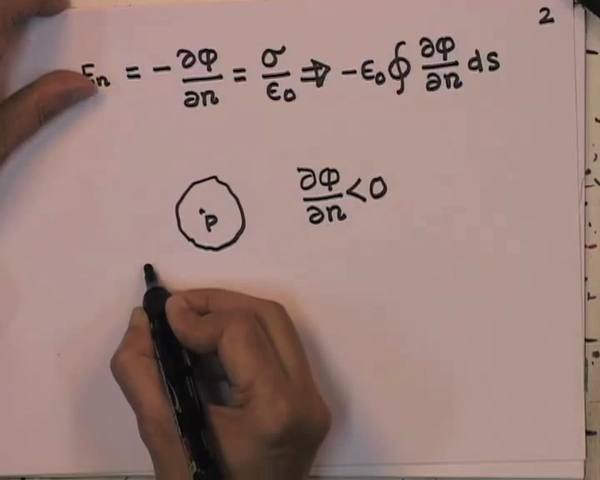 2
En = -∂φ/∂n = σ/ε₀ ⇒ -ε₀∮ ∂φ/∂n ds
∂φ/∂n < 0
P